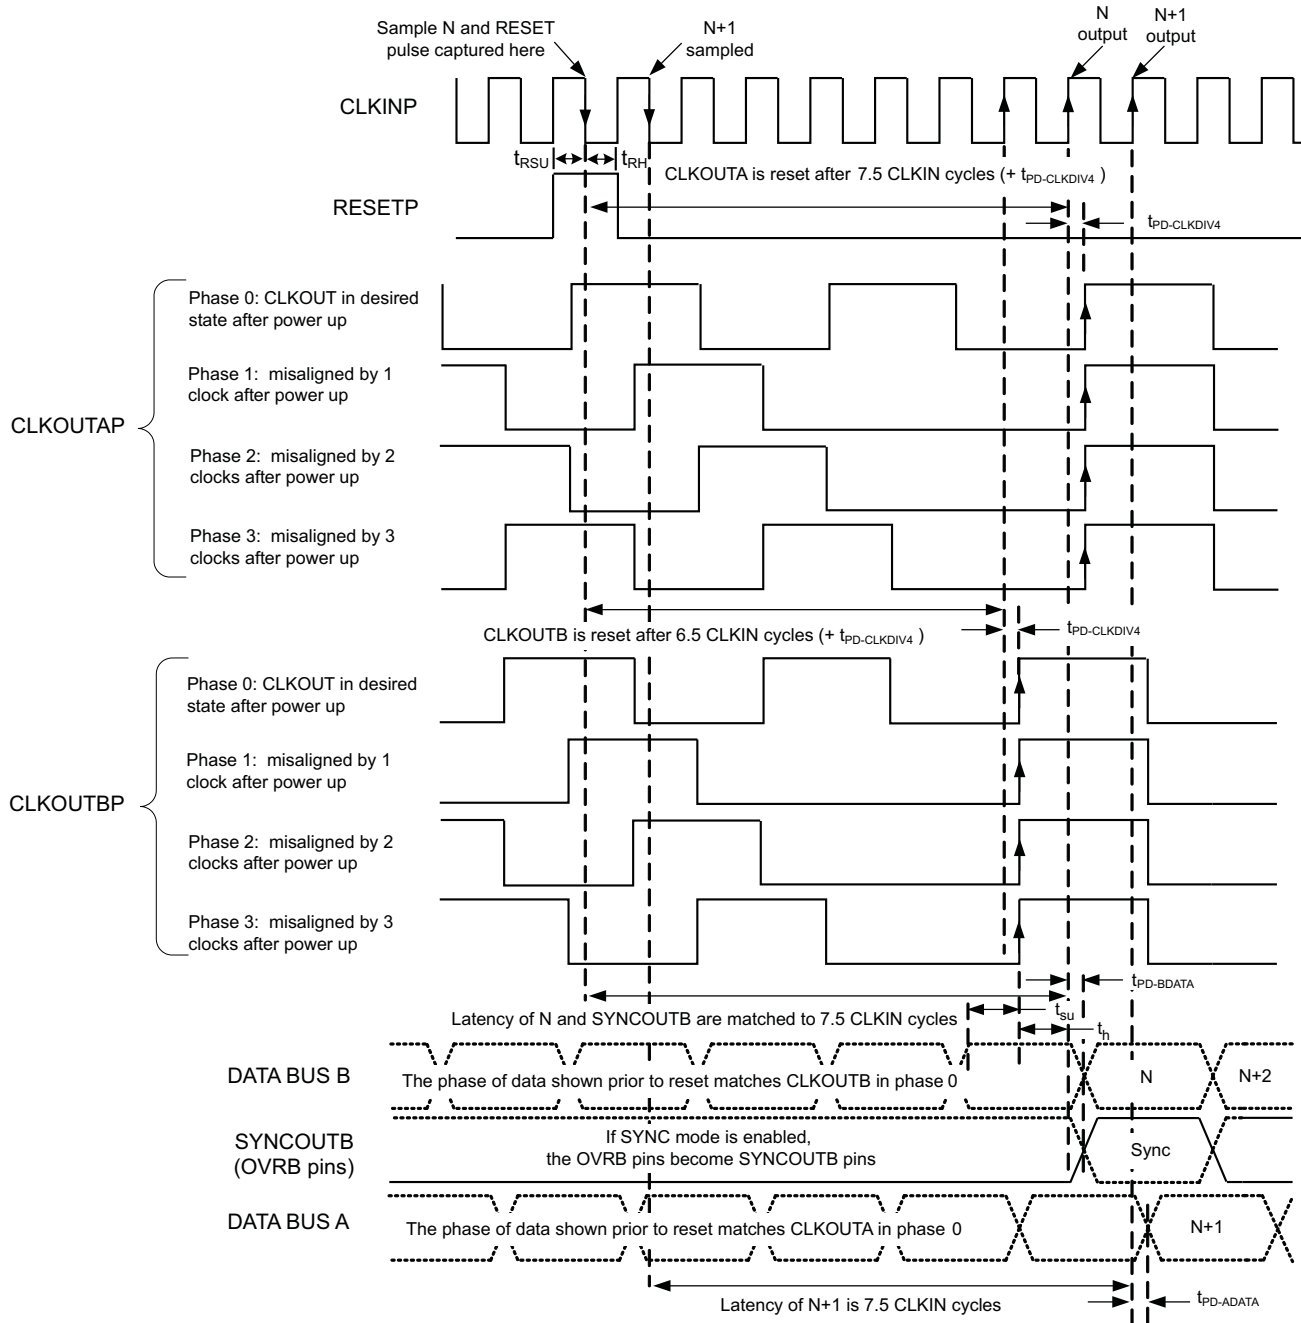 Sample N and RESET
pulse captured here
N+1
sampled
N
output
N+1
output
CLKINP
tRSU
tRH
CLKOUTA is reset after 7.5 CLKIN cycles (+ tPD-CLKDIV4 )
RESETP
tPD-CLKDIV4
Phase 0: CLKOUT in desired
state after power up
Phase 1: misaligned by 1
clock after power up
CLKOUTAP
Phase 2: misaligned by 2
clocks after power up
Phase 3: misaligned by 3
clocks after power up
CLKOUTB is reset after 6.5 CLKIN cycles (+ tPD-CLKDIV4 )
tPD-CLKDIV4
Phase 0: CLKOUT in desired
state after power up
Phase 1: misaligned by 1
clock after power up
CLKOUTBP
Phase 2: misaligned by 2
clocks after power up
Phase 3: misaligned by 3
clocks after power up
tPD-BDATA
Latency of N and SYNCOUTB are matched to 7.5 CLKIN cycles
tsu
th
DATA BUS B
The phase of data shown prior to reset matches CLKOUTB in phase 0
N
N+2
SYNCOUTB
(OVRB pins)
If SYNC mode is enabled,
the OVRB pins become SYNCOUTB pins
Sync
DATA BUS A
The phase of data shown prior to reset matches CLKOUTA in phase 0
N+1
Latency of N+1 is 7.5 CLKIN cycles
tPD-ADATA